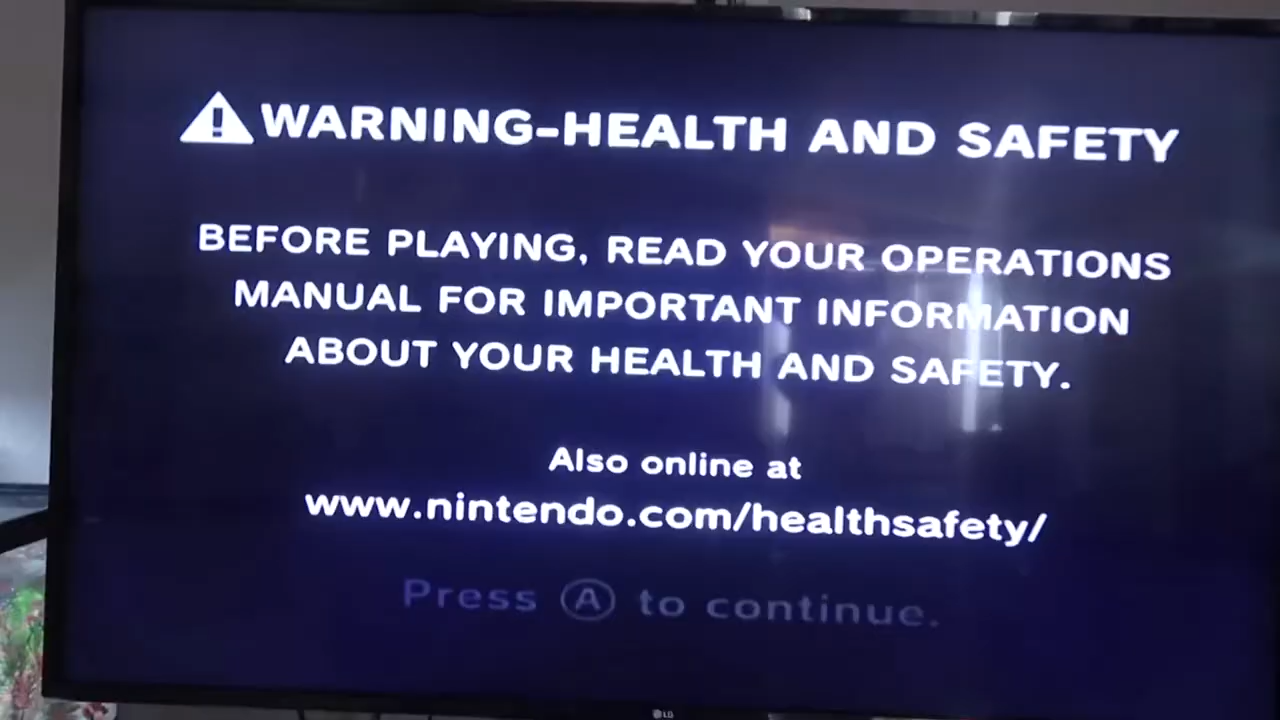 WARNING-HEALTH AND SAFETY
BEFORE PLAYING, READ YOUR OPERATIONS
MANUAL FOR IMPORTANT INFORMATION
ABOUT YOUR HEALTH AND SAFETY.
Also online at
www.nintendo.com/healthsafety/
Press A to continue.
LG